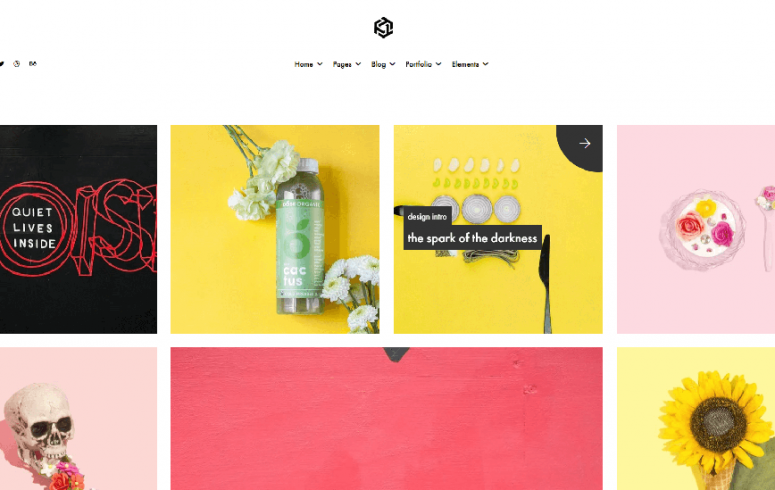 Home
Pages
Blog
Portfolio
Elements
QUIET
LIVES
INSIDE
cac
tus
design intro
the spark of the darkness